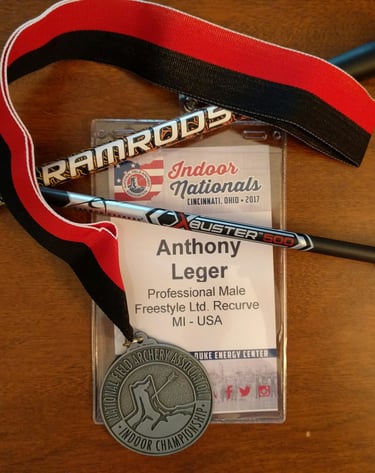 RAMRODS
Indoor
Nationals
CINCINNATI, OHIO • 2017
XBUSTER 500
Anthony
Leger
Professional Male
Freestyle Ltd. Recurve
MI - USA
DUKE ENERGY CENTER
NATIONAL FIELD ARCHERY ASSOCIATION
• INDOOR CHAMPIONSHIP •